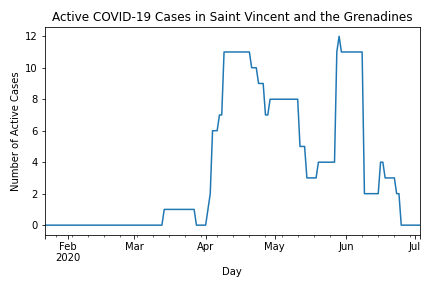 Active COVID-19 Cases in Saint Vincent and the Grenadines
Number of Active Cases
12
10
8
6
4
2
0
Feb Mar Apr May Jun Jul
2020
Day